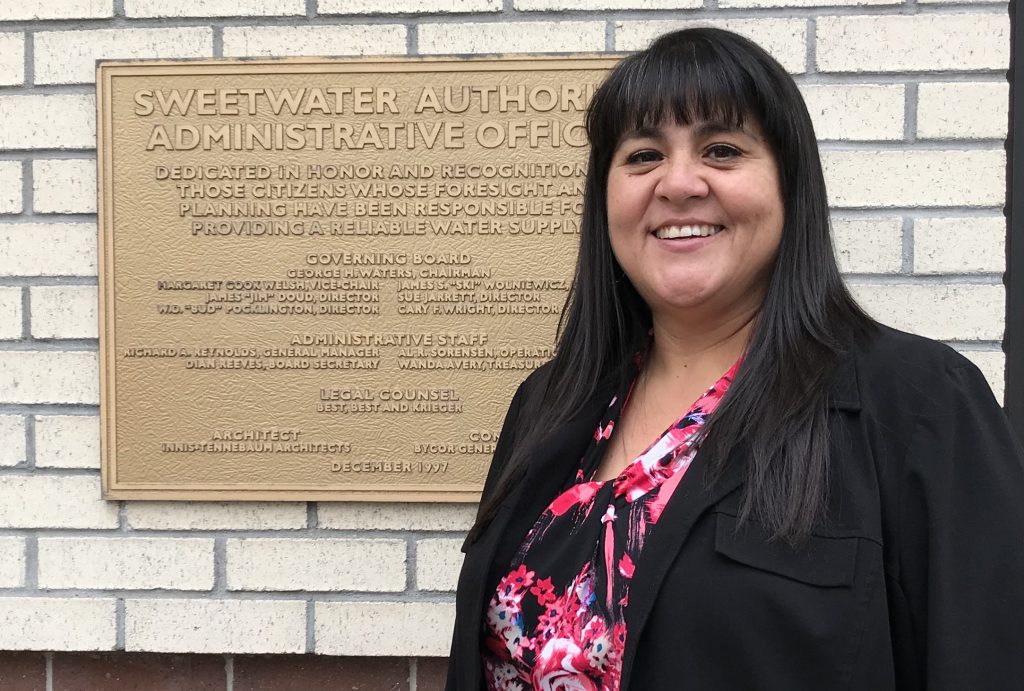 SWEETWATER AUTHORI
ADMINISTRATIVE OFFIC
DEDICATED IN HONOR AND RECOGNITION
THOSE CITIZENS WHOSE FORESIGHT AN
PLANNING HAVE BEEN RESPONSIBLE FO
PROVIDING A RELIABLE WATER SUPPLY
GOVERNING BOARD
GEORGE H. WATERS, CHAIRMAN
MARGARET COOK WELSH, VICE-CHAIR JAMES S. "SKI" WOLNIEWICZ,
JAMES "JIM" DOUD, DIRECTOR SUE JARRETT, DIRECTOR
W.D. "BUD" POCKLINGTON, DIRECTOR CARY F. WRIGHT, DIRECTOR
ADMINISTRATIVE STAFF
RICHARD A. REYNOLDS, GENERAL MANAGER AL R. SORENSEN, OPERATION
DIAN REEVES, BOARD SECRETARY WANDA AVERY, TREASUR
LEGAL COUNSEL
BEST, BEST AND KRIEGER
ARCHITECT CON
INNIS-TENNEBAUM ARCHITECTS BYCOR GENER
DECEMBER 1997